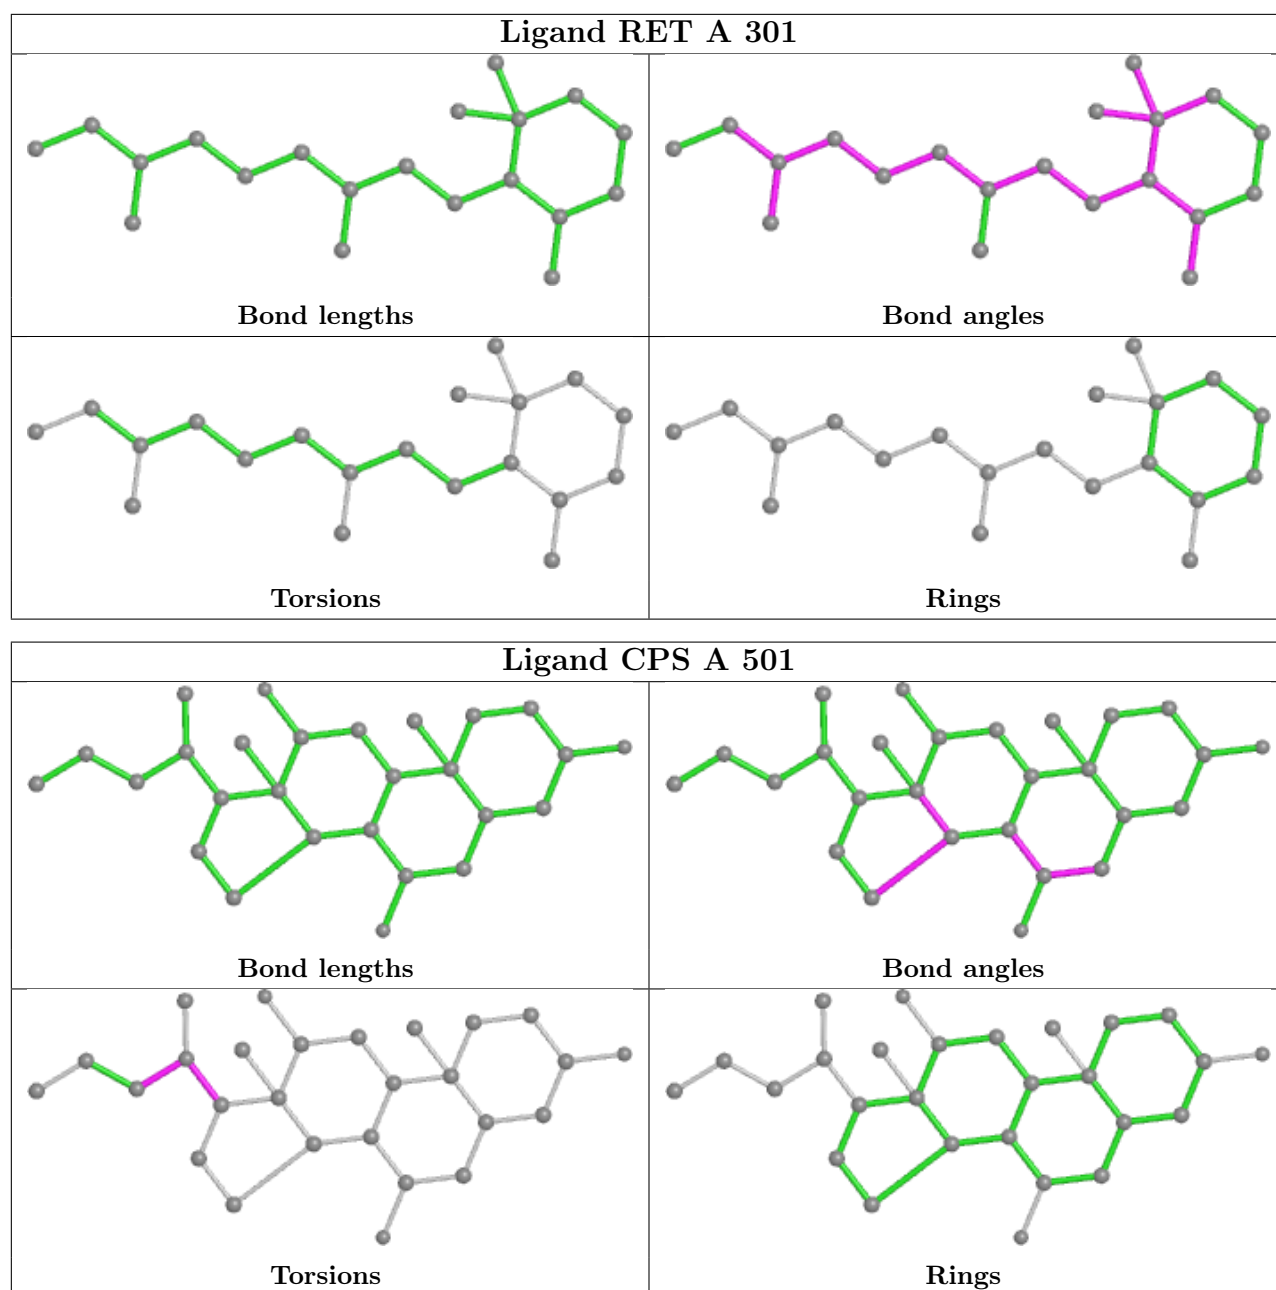 Ligand RET A 301
Bond lengths
Bond angles
Torsions
Rings
Ligand CPS A 501
Bond lengths
Bond angles
Torsions
Rings